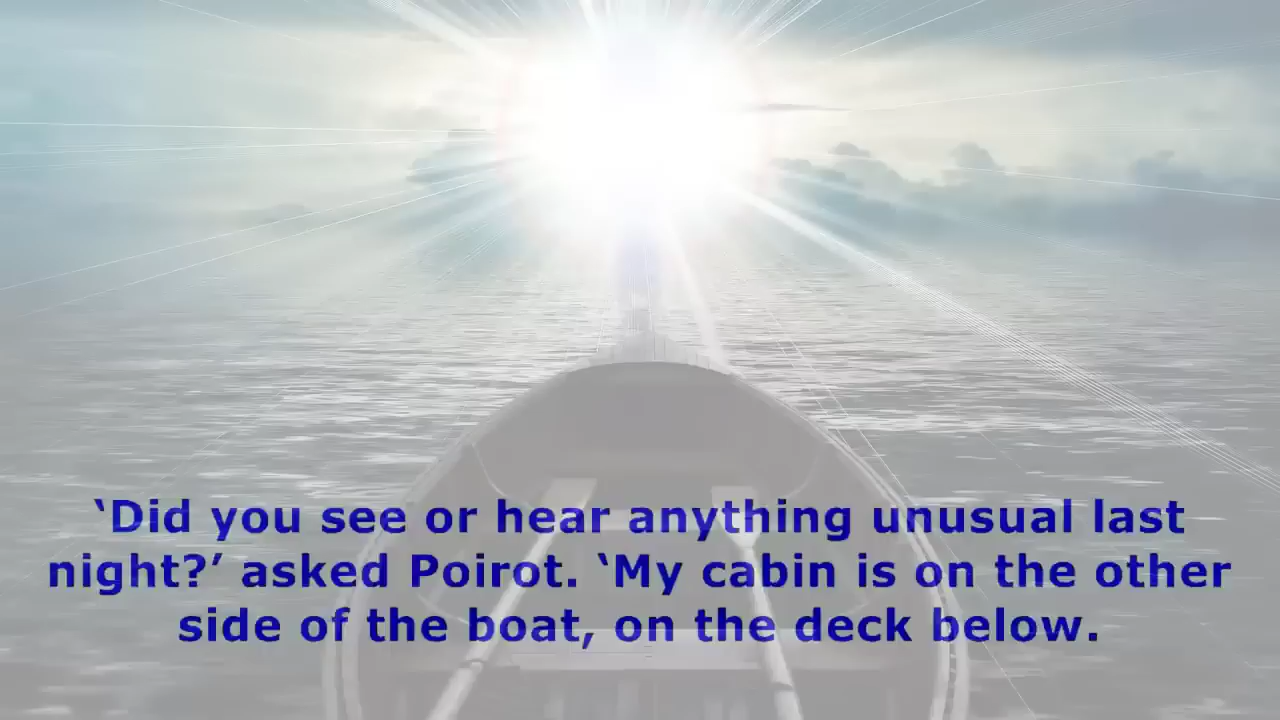 ‘Did you see or hear anything unusual last
night?’ asked Poirot. ‘My cabin is on the other
side of the boat, on the deck below.